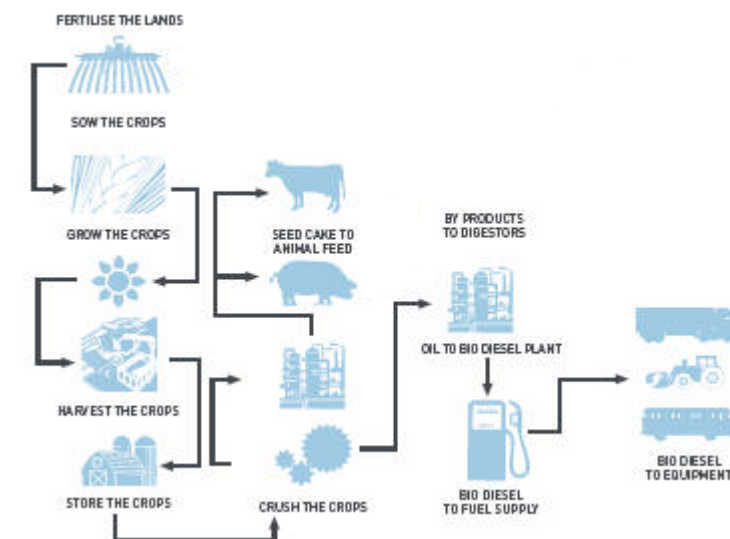 FERTILISE THE LANDS
SOW THE CROPS
GROW THE CROPS
HARVEST THE CROPS
STORE THE CROPS
SEED CAKE TO
ANIMAL FEED
CRUSH THE CROPS
BY PRODUCTS
TO DIGESTORS
OIL TO BIO DIESEL PLANT
BIO DIESEL
TO FUEL SUPPLY
BIO DIESEL
TO EQUIPMENT